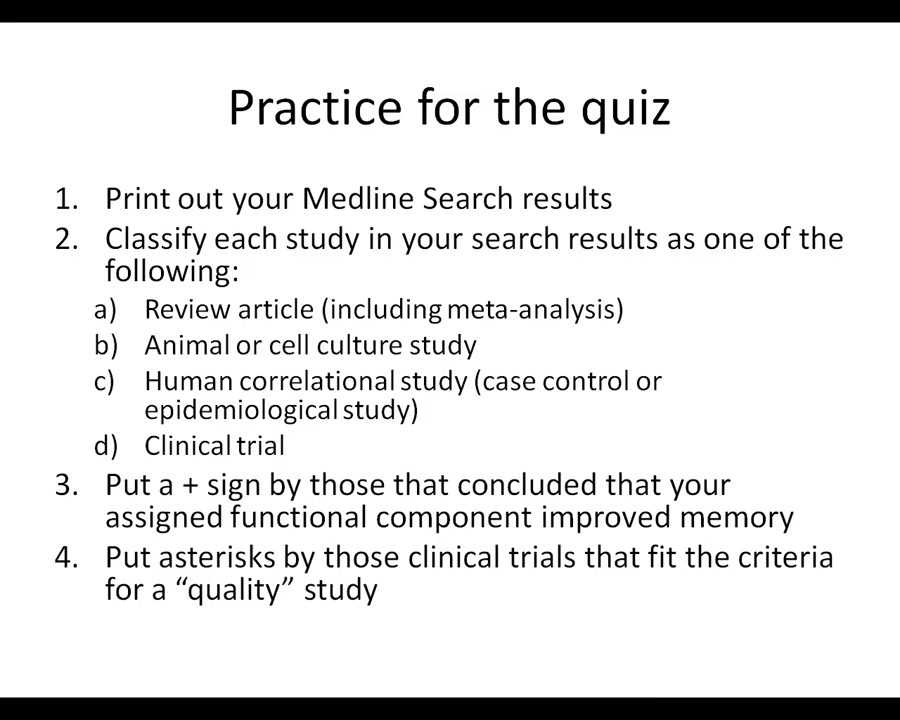 Practice for the quiz
1. Print out your Medline Search results
2. Classify each study in your search results as one of the
following:
a) Review article (including meta-analysis)
b) Animal or cell culture study
c) Human correlational study (case control or
epidemiological study)
d) Clinical trial
3. Put a + sign by those that concluded that your
assigned functional component improved memory
4. Put asterisks by those clinical trials that fit the criteria
for a “quality” study